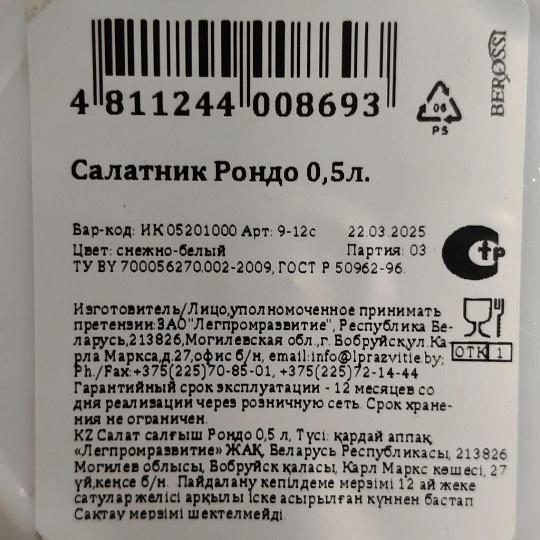 BEROSSI
4 811244 008693
06
PS
Салатник Рондо 0,5л.
Вар-код: ИК 05201000 Арт: 9-12с 22.03.2025
Цвет: снежно-белый Партия: 03
ТУ BY 700056270.002-2009, ГОСТ Р 50962-96.
Изготовитель/Лицо,уполномоченное принимать
претензии:ЗАО"Легпромразвитие", Республика Бе-
ларусь,213826,Могилевская обл.,г. Бобруйск,ул.Ка-
рла Маркса,д.27,офис б/н, email:info@lprazvitie.by;
ОТК 1
Ph./Fax:+375(225)70-85-01, +375(225)72-14-44
Гарантийный срок эксплуатации - 12 месяцев со
дня реализации через розничную сеть. Срок хране-
ния не ограничен.
KZ Салат салғыш Рондо 0,5 л, Түсі: қардай аппақ,
«Легпромразвитие» ЖАҚ, Беларусь Республикасы, 213826
Могилев облысы, Бобруйск қаласы, Карл Маркс көшесі, 27
үй,кеңсе б/н. Пайдалану кепілдеме мерзімі 12 ай жеке
сатулар желісі арқылы іске асырылған күннен бастап
Сақтау мерзімі шектелмейді.